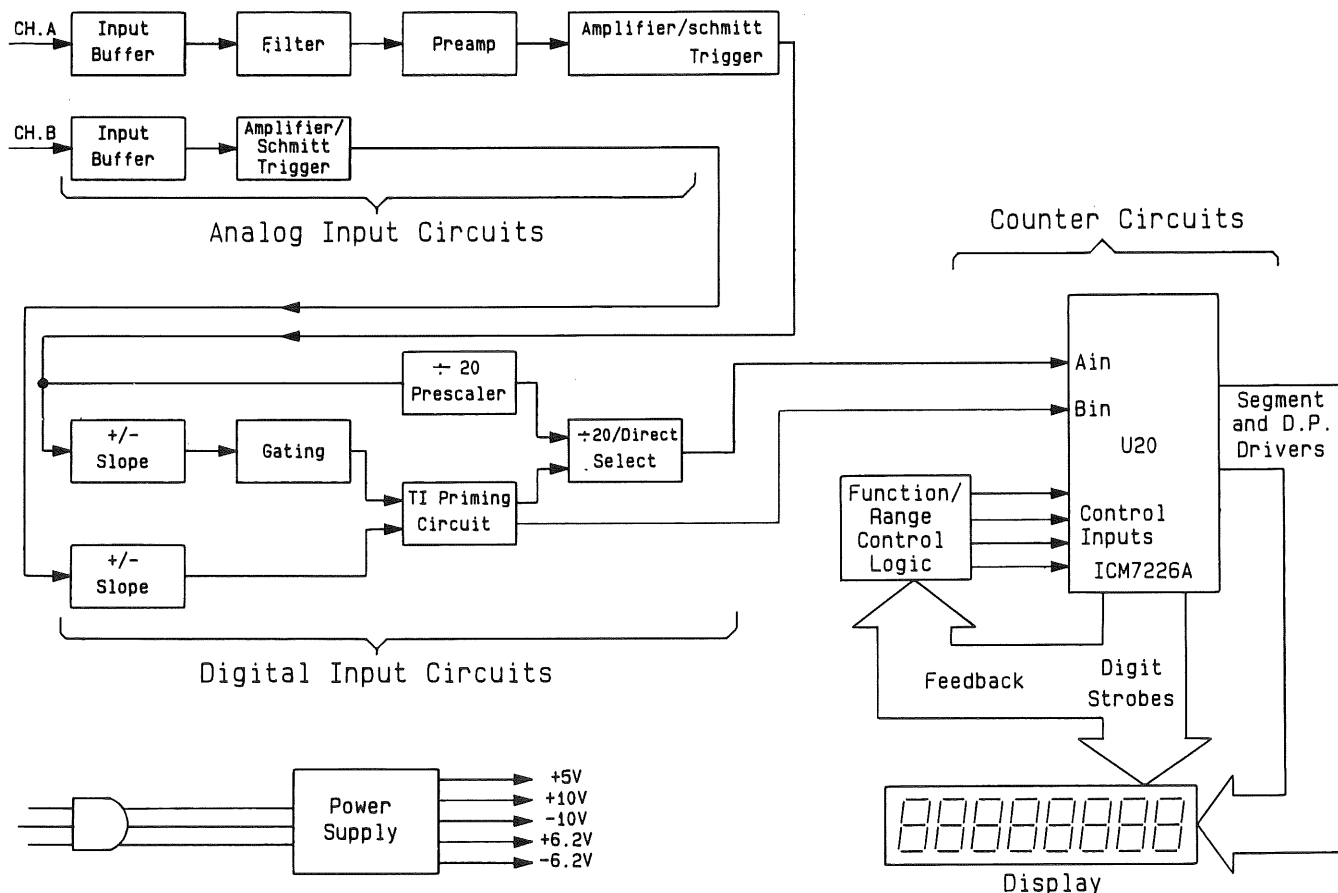 CH.A
Input
Buffer
Filter
Preamp
Amplifier/schmitt
Trigger
CH.B
Input
Buffer
Amplifier/
Schmitt
Trigger
Analog Input Circuits
Counter Circuits
÷ 20
Prescaler
Ain
Bin
U20
Segment
and D.P.
Drivers
+/-
Slope
Gating
÷20/Direct
Select
TI Priming
Circuit
Function/
Range
Control
Logic
Control
Inputs
ICM7226A
+/-
Slope
Digital Input Circuits
Feedback
Digit
Strobes
Power
Supply
+5V
+10V
-10V
+6.2V
-6.2V
88888888
Display